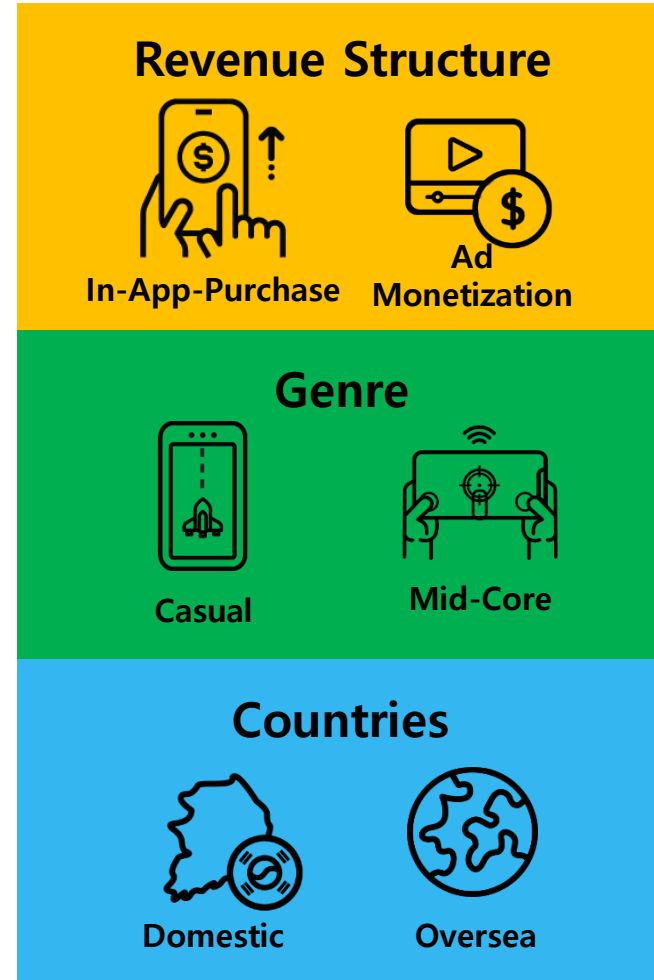 Revenue Structure
In-App-Purchase
Ad
Monetization
Genre
Casual
Mid-Core
Countries
Domestic
Oversea